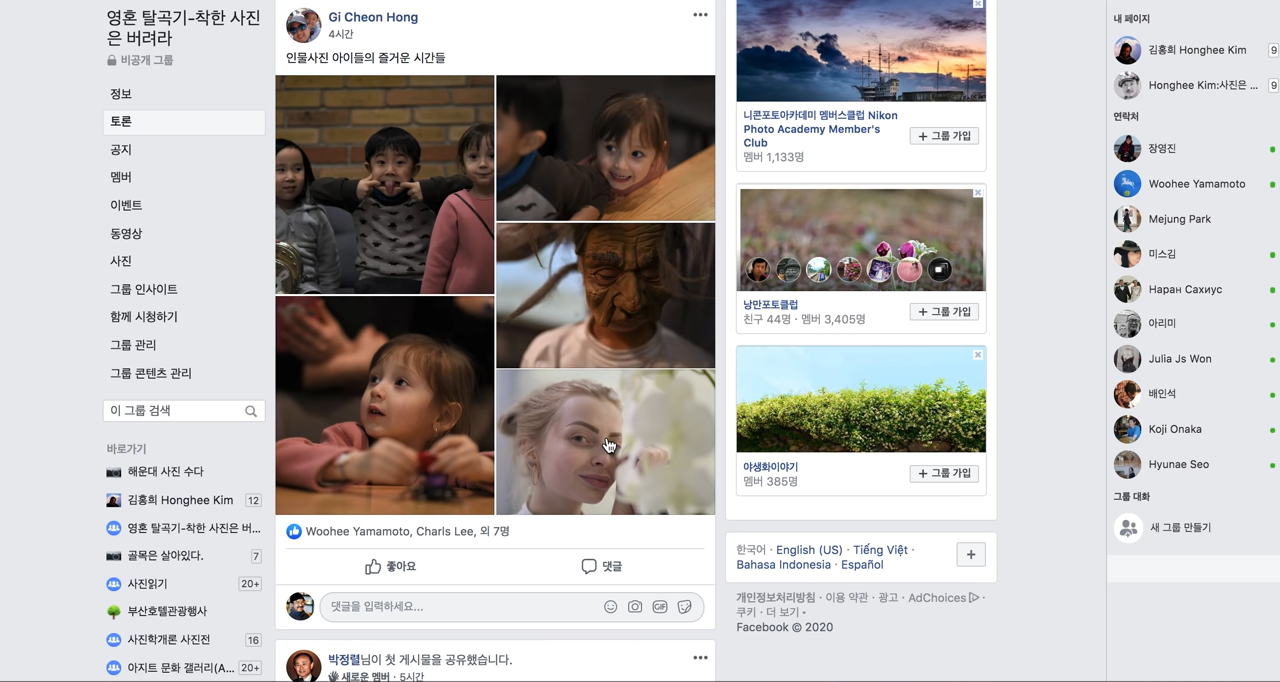 영혼 탈곡기-착한 사진
은 버려라
비공개 그룹
정보
토론
공지
멤버
이벤트
동영상
사진
그룹 인사이트
함께 시청하기
그룹 관리
그룹 콘텐츠 관리
이 그룹 검색
바로가기
해운대 사진 수다
김홍희 Honghee Kim 12
영혼 탈곡기-착한 사진은 버...
골목은 살아있다. 7
사진읽기 20+
부산호텔관광행사
사진학개론 사진전 16
아지트 문화 갤러리(A... 20+
Gi Cheon Hong
4시간
인물사진 아이들의 즐거운 시간들
Woohee Yamamoto, Charls Lee, 외 7명
좋아요 댓글
댓글을 입력하세요...
GIF
박정렬님이 첫 게시물을 공유했습니다.
새로운 멤버 · 5시간
니콘포토아카데미 멤버스클럽 Nikon
Photo Academy Member's
Club
멤버 1,133명
+ 그룹 가입
낭만포토클럽
친구 44명 · 멤버 3,405명
+ 그룹 가입
야생화이야기
멤버 385명
+ 그룹 가입
한국어 · English (US) · Tiếng Việt ·
Bahasa Indonesia · Español
개인정보처리방침 · 이용 약관 · 광고 · AdChoices ·
쿠키 · 더 보기
Facebook © 2020
내 페이지
김홍희 Honghee Kim 9
Honghee Kim:사진은 ... 9
연락처
장영진
Woohee Yamamoto
Mejung Park
미스김
Наран Сахиус
아리미
Julia Js Won
배인석
Koji Onaka
Hyunae Seo
그룹 대화
새 그룹 만들기